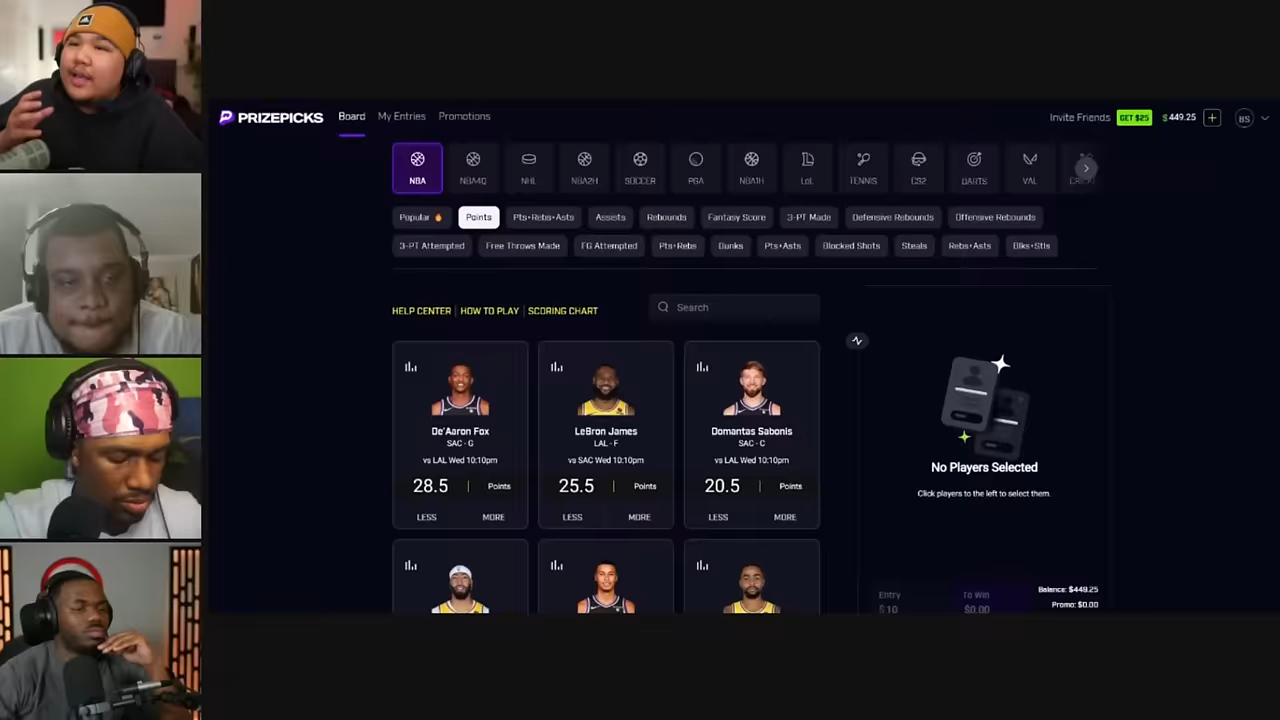 PRIZEPICKS Board My Entries Promotions Invite Friends GET $25 $449.25 + BS
NBA NBA4Q NHL NBA2H SOCCER PGA NBA1H LoL TENNIS CS2 DARTS VAL
Popular Points Pts+Rebs+Asts Assists Rebounds Fantasy Score 3-PT Made Defensive Rebounds Offensive Rebounds
3-PT Attempted Free Throws Made FG Attempted Pts+Rebs Dunks Pts+Asts Blocked Shots Steals Rebs+Asts Blks+Stls
HELP CENTER | HOW TO PLAY | SCORING CHART Search
De'Aaron Fox LeBron James Domantas Sabonis
SAC - G LAL - F SAC - C
vs LAL Wed 10:10pm vs SAC Wed 10:10pm vs LAL Wed 10:10pm
28.5 | Points 25.5 | Points 20.5 | Points
LESS MORE LESS MORE LESS MORE
No Players Selected
Click players to the left to select them.
Entry To Win Balance: $449.25
$10 $0.00 Promo: $0.00